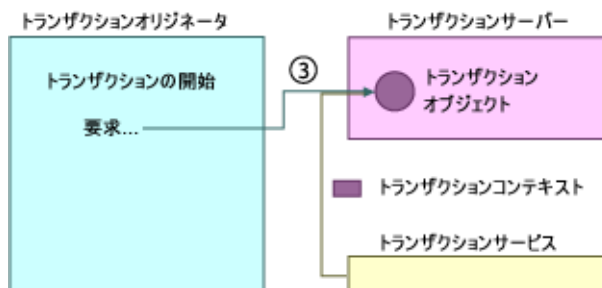 トランザクションオリジネータ
トランザクションサーバー
トランザクションの開始
要求...
③
トランザクション
オブジェクト
トランザクションコンテキスト
トランザクションサービス